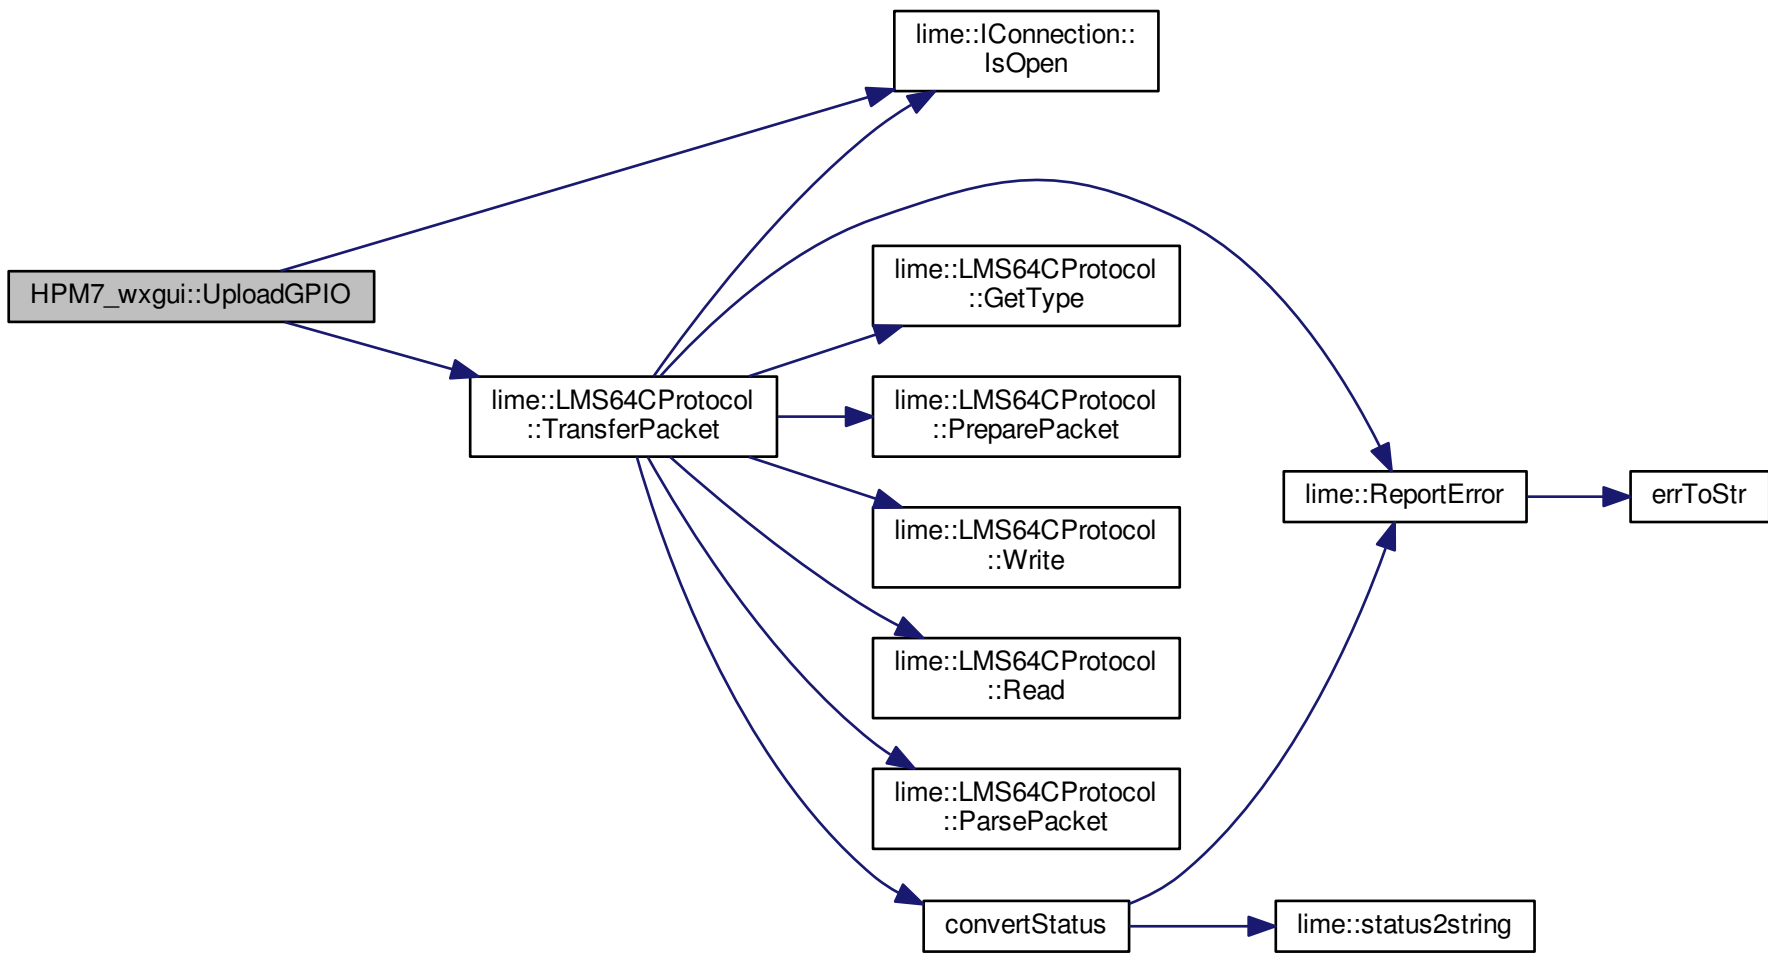 lime::IConnection::
IsOpen
HPM7_wxgui::UploadGPIO
lime::LMS64CProtocol
::TransferPacket
lime::LMS64CProtocol
::GetType
lime::LMS64CProtocol
::PreparePacket
lime::LMS64CProtocol
::Write
lime::LMS64CProtocol
::Read
lime::LMS64CProtocol
::ParsePacket
convertStatus
lime::ReportError
errToStr
lime::status2string